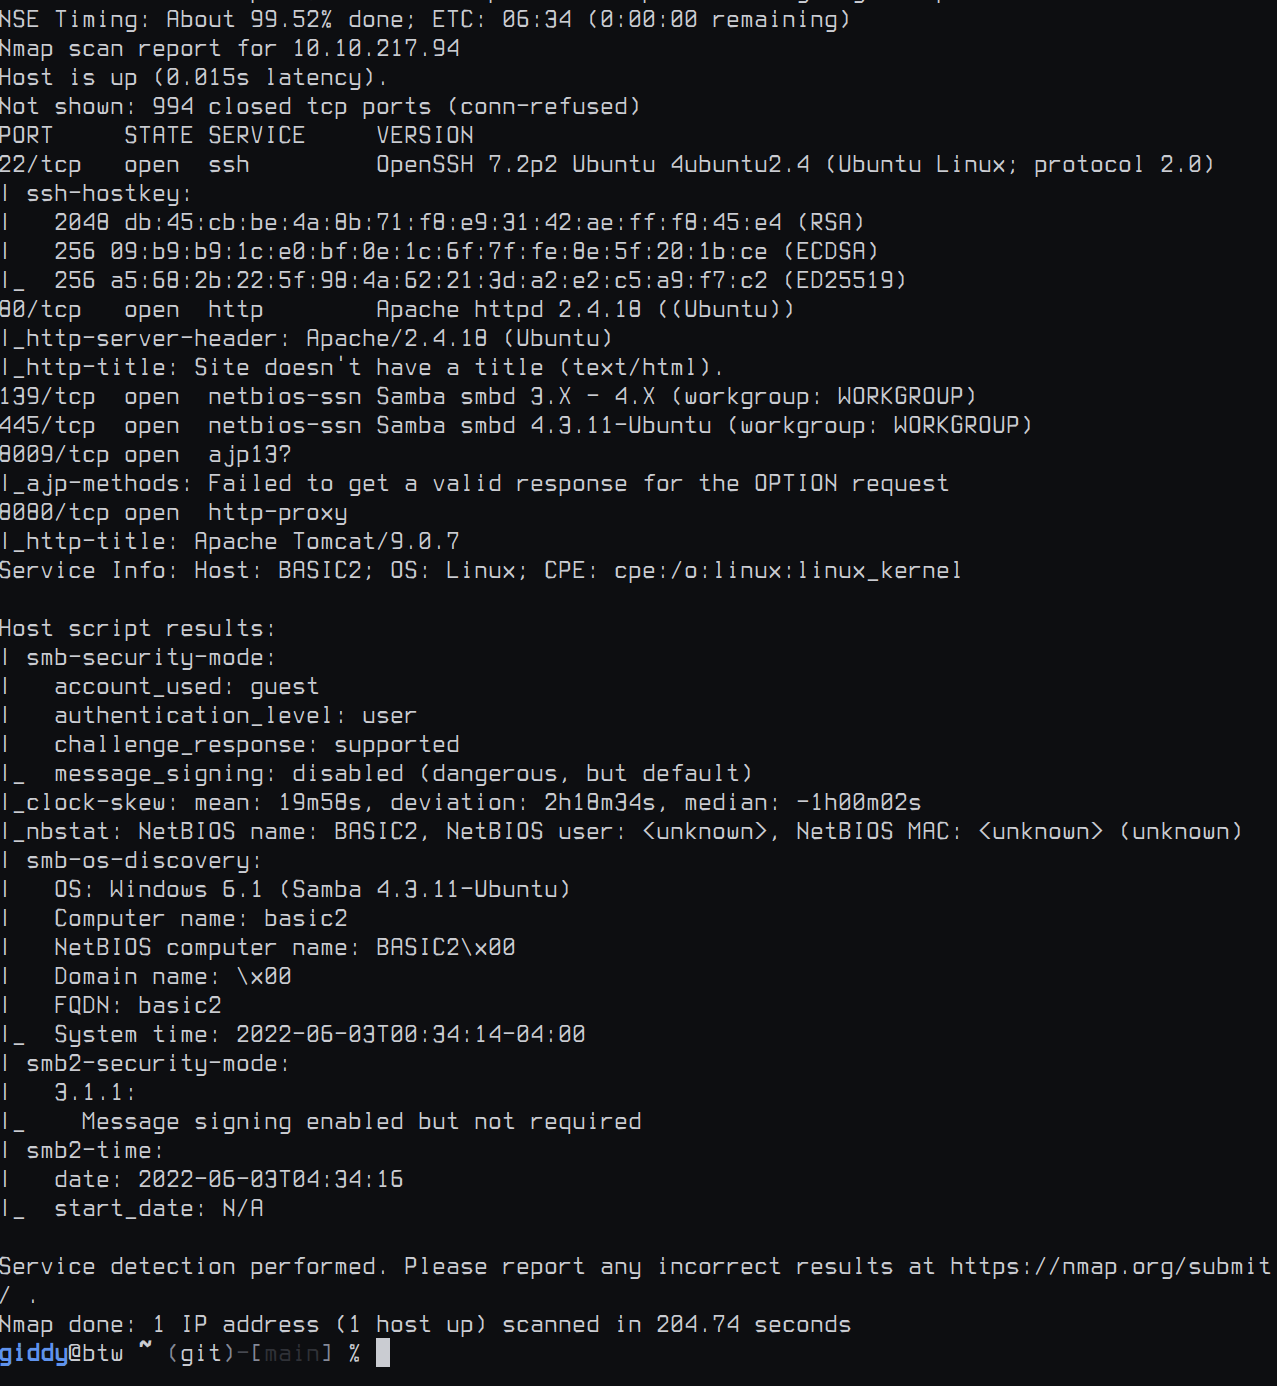 NSE Timing: About 99.52% done; ETC: 06:34 (0:00:00 remaining)
Nmap scan report for 10.10.217.94
Host is up (0.015s latency).
Not shown: 994 closed tcp ports (conn-refused)
PORT     STATE SERVICE     VERSION
22/tcp   open  ssh         OpenSSH 7.2p2 Ubuntu 4ubuntu2.4 (Ubuntu Linux; protocol 2.0)
| ssh-hostkey:
|   2048 db:45:cb:be:4a:8b:71:f8:e9:31:42:ae:ff:f8:45:e4 (RSA)
|   256 09:b9:b9:1c:e0:bf:0e:1c:6f:7f:fe:8e:5f:20:1b:ce (ECDSA)
|_  256 a5:68:2b:22:5f:98:4a:62:21:3d:a2:e2:c5:a9:f7:c2 (ED25519)
80/tcp   open  http        Apache httpd 2.4.18 ((Ubuntu))
|_http-server-header: Apache/2.4.18 (Ubuntu)
|_http-title: Site doesn't have a title (text/html).
139/tcp  open  netbios-ssn Samba smbd 3.X - 4.X (workgroup: WORKGROUP)
445/tcp  open  netbios-ssn Samba smbd 4.3.11-Ubuntu (workgroup: WORKGROUP)
8009/tcp open  ajp13?
|_ajp-methods: Failed to get a valid response for the OPTION request
8080/tcp open  http-proxy
|_http-title: Apache Tomcat/9.0.7
Service Info: Host: BASIC2; OS: Linux; CPE: cpe:/o:linux:linux_kernel
Host script results:
| smb-security-mode:
|   account_used: guest
|   authentication_level: user
|   challenge_response: supported
|_  message_signing: disabled (dangerous, but default)
|_clock-skew: mean: 19m58s, deviation: 2h18m34s, median: -1h00m02s
|_nbstat: NetBIOS name: BASIC2, NetBIOS user: <unknown>, NetBIOS MAC: <unknown> (unknown)
| smb-os-discovery:
|   OS: Windows 6.1 (Samba 4.3.11-Ubuntu)
|   Computer name: basic2
|   NetBIOS computer name: BASIC2\x00
|   Domain name: \x00
|   FQDN: basic2
|_  System time: 2022-06-03T00:34:14-04:00
| smb2-security-mode:
|   3.1.1:
|_    Message signing enabled but not required
| smb2-time:
|   date: 2022-06-03T04:34:16
|_  start_date: N/A
Service detection performed. Please report any incorrect results at https://nmap.org/submit
/ .
Nmap done: 1 IP address (1 host up) scanned in 204.74 seconds
giddy@btw ~ (git)-[main] %